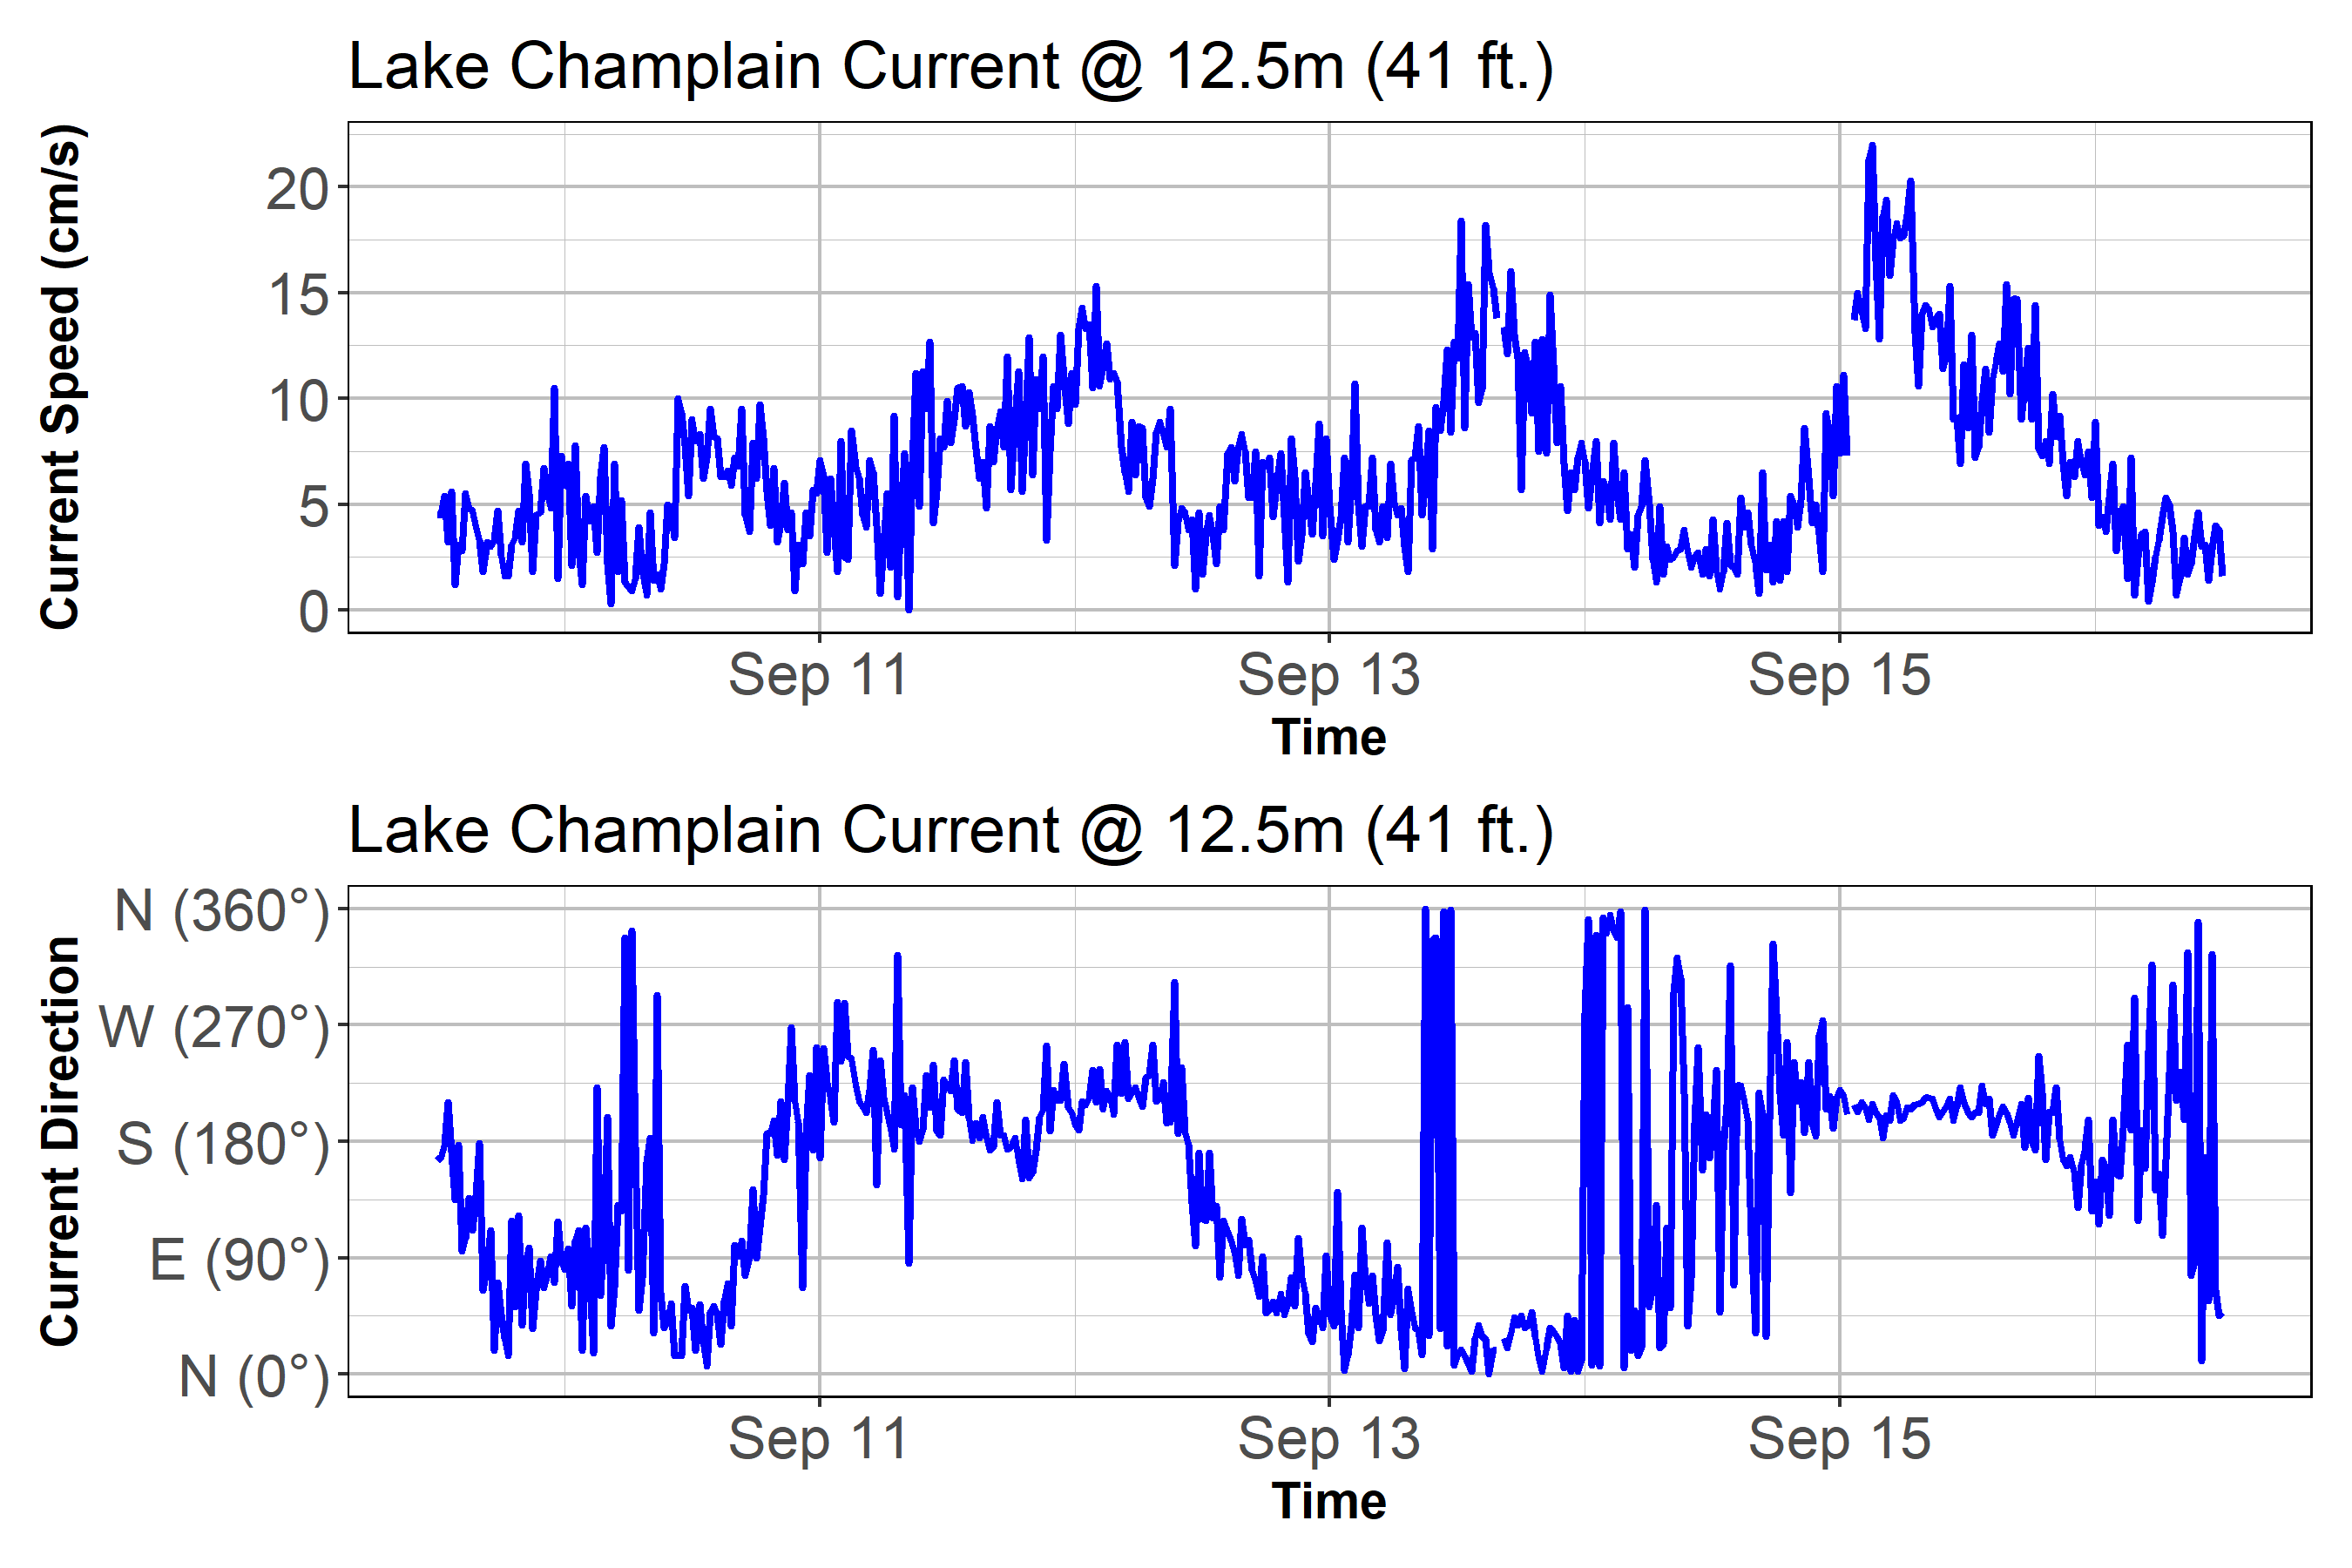 Lake Champlain Current @ 12.5m (41 ft.)
Current Speed (cm/s)
20
15
10
5
0
Sep 11 Sep 13 Sep 15
Time
Lake Champlain Current @ 12.5m (41 ft.)
Current Direction
N (360°)
W (270°)
S (180°)
E (90°)
N (0°)
Sep 11 Sep 13 Sep 15
Time